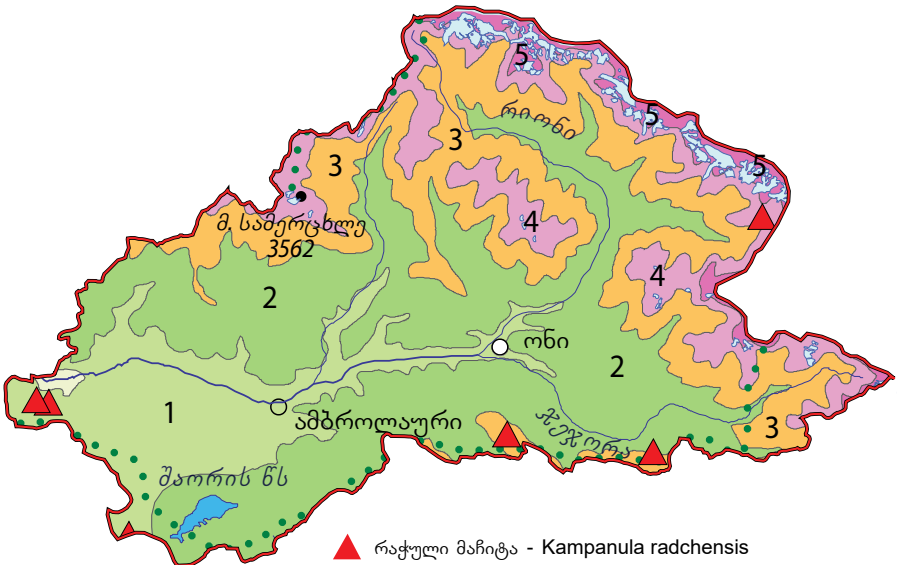 5
რიონი
5
3
3
5
მ. სამერცხლე
3562
4
4
2
ონი
2
1
ამბროლაური
ჯეჯორა
3
შაორის წს
რაჭული მაჩიტა - Kampanula radchensis